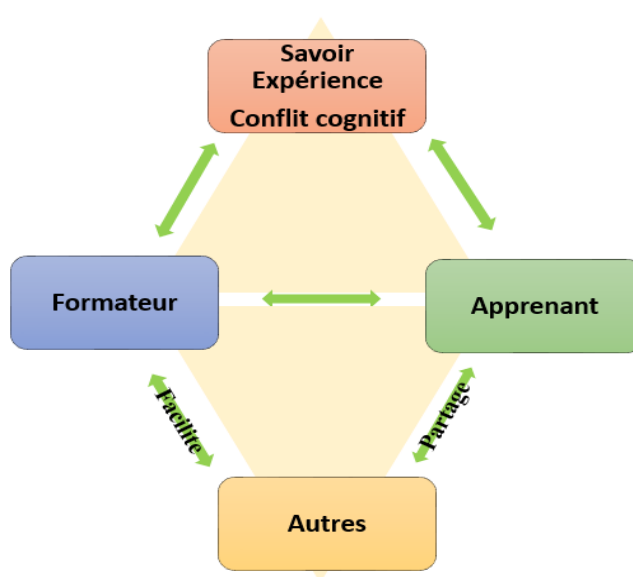 Savoir
Expérience
Conflit cognitif
Formateur
Apprenant
Facilite
Partage
Autres